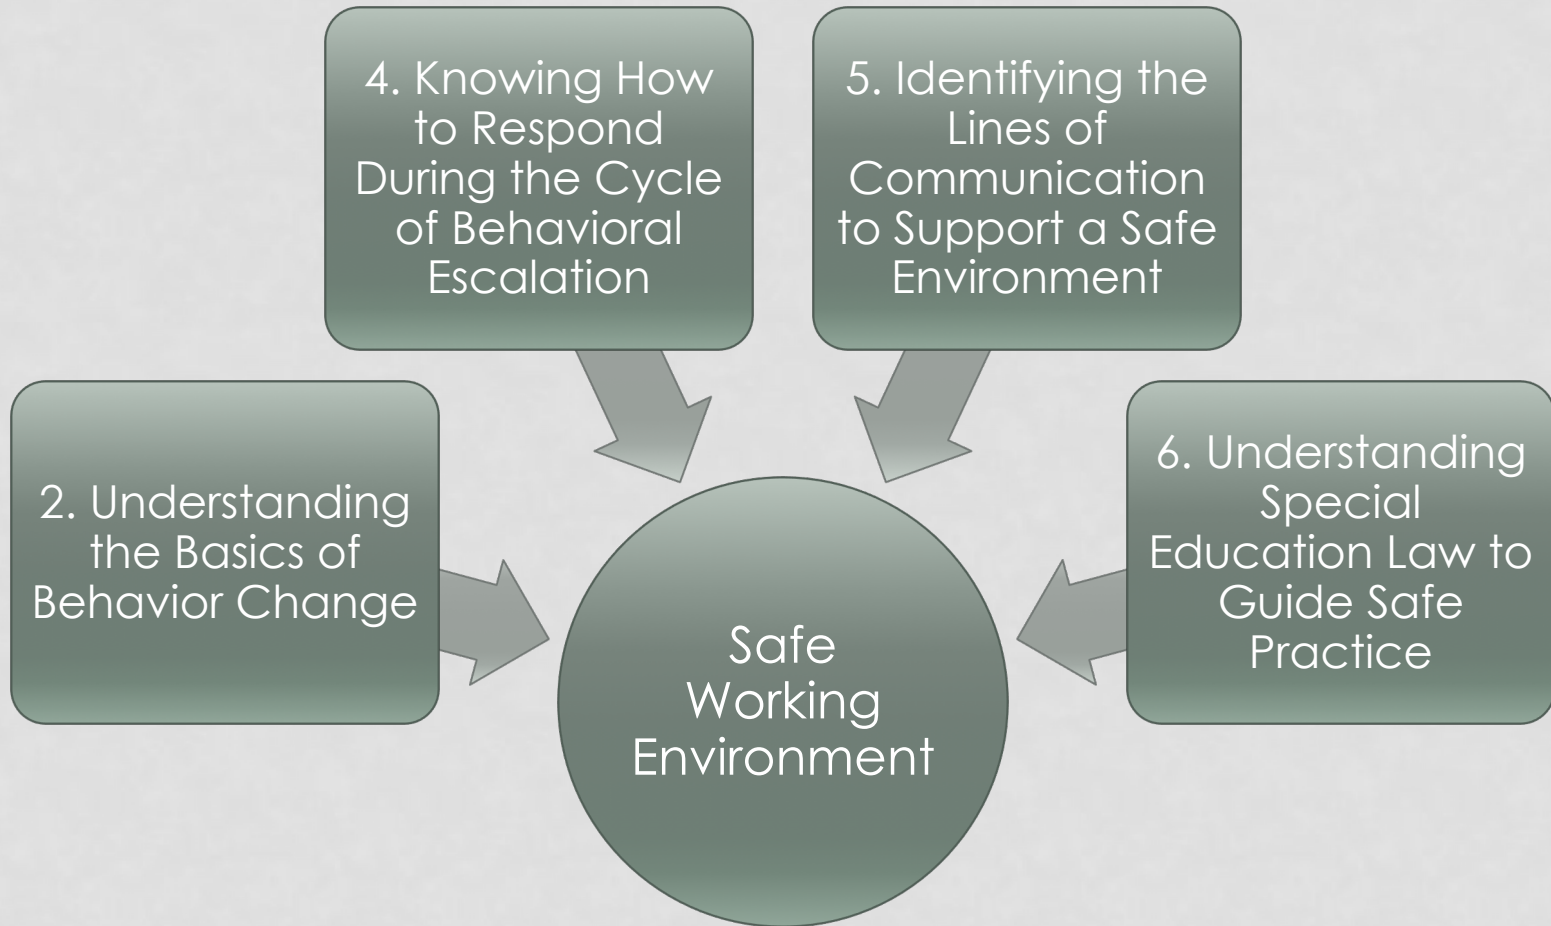 4. Knowing How
to Respond
During the Cycle
of Behavioral
Escalation
5. Identifying the
Lines of
Communication
to Support a Safe
Environment
2. Understanding
the Basics of
Behavior Change
6. Understanding
Special
Education Law to
Guide Safe
Practice
Safe
Working
Environment